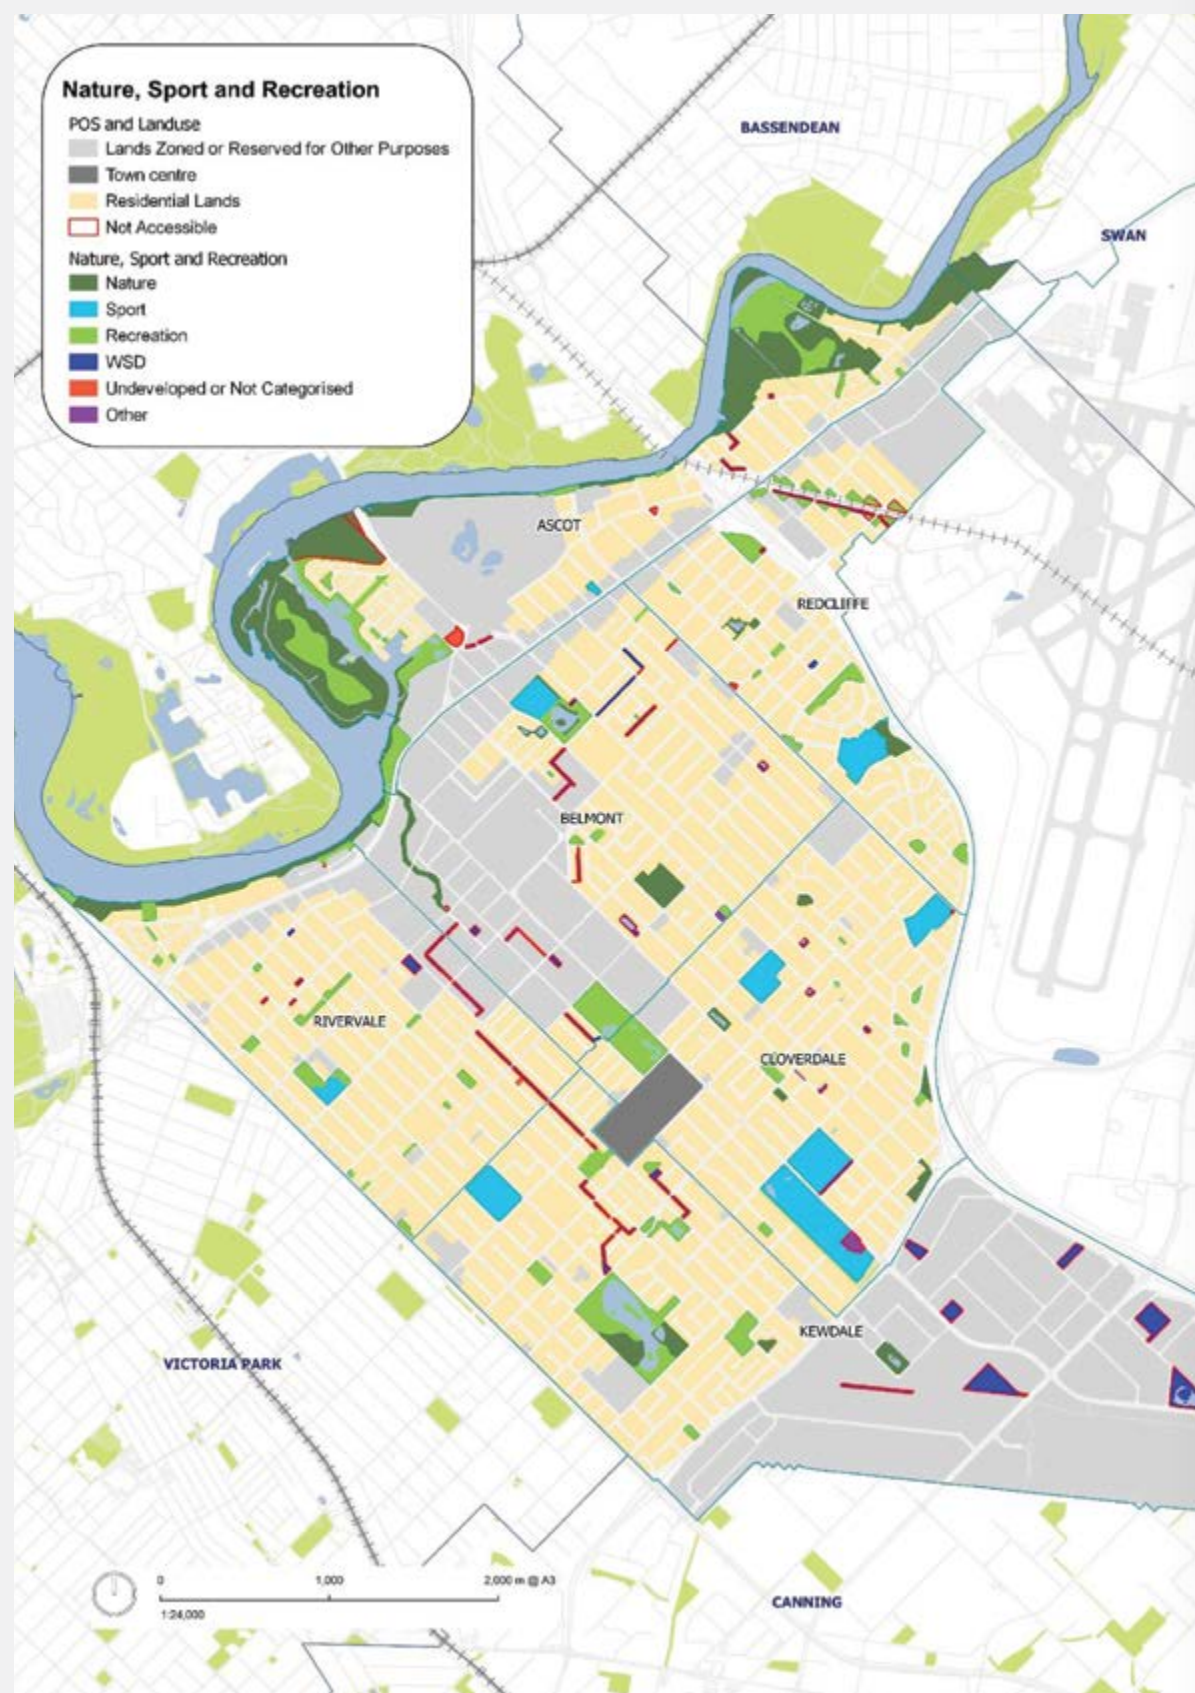 Nature, Sport and Recreation
POS and Landuse
Lands Zoned or Reserved for Other Purposes
Town centre
Residential Lands
Not Accessible
Nature, Sport and Recreation
Nature
Sport
Recreation
WSD
Undeveloped or Not Categorised
Other
BASSENDEAN
SWAN
ASCOT
REDCLIFFE
BELMONT
RIVERVALE
CLOVERDALE
KEWDALE
VICTORIA PARK
CANNING
0 1,000 2,000 m @ A3
1:24,000